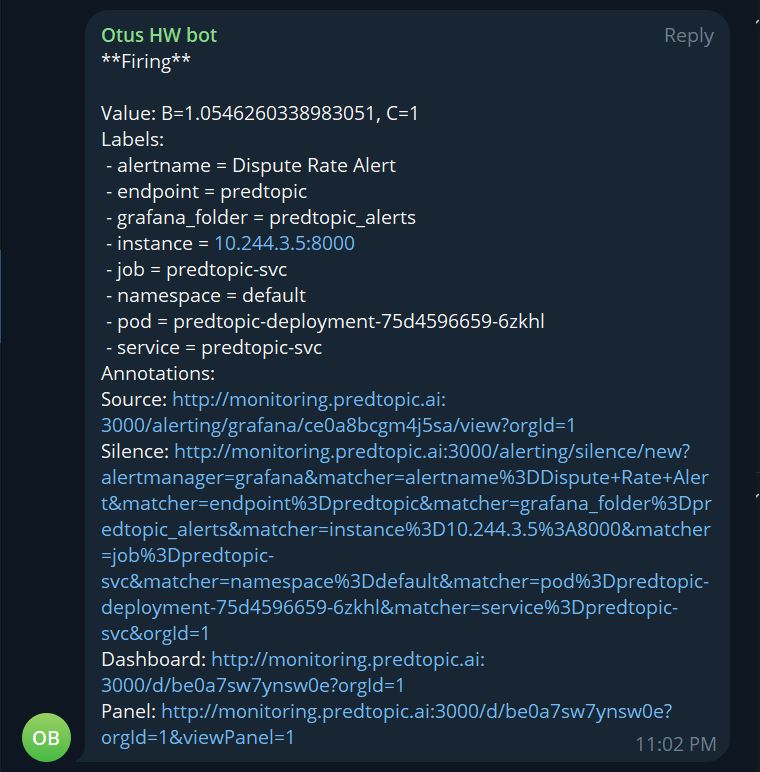 Otus HW bot
Reply
**Firing**
Value: B=1.0546260338983051, C=1
Labels:
- alertname = Dispute Rate Alert
- endpoint = predtopic
- grafana_folder = predtopic_alerts
- instance = 10.244.3.5:8000
- job = predtopic-svc
- namespace = default
- pod = predtopic-deployment-75d4596659-6zkhl
- service = predtopic-svc
Annotations:
Source: http://monitoring.predtopic.ai:
3000/alerting/grafana/ce0a8bcgm4j5sa/view?orgId=1
Silence: http://monitoring.predtopic.ai:3000/alerting/silence/new?
alertmanager=grafana&matcher=alertname%3DDispute+Rate+Aler
t&matcher=endpoint%3Dpredtopic&matcher=grafana_folder%3Dpr
edtopic_alerts&matcher=instance%3D10.244.3.5%3A8000&matcher
=job%3Dpredtopic-
svc&matcher=namespace%3Ddefault&matcher=pod%3Dpredtopic-
deployment-75d4596659-6zkhl&matcher=service%3Dpredtopic-
svc&orgId=1
Dashboard: http://monitoring.predtopic.ai:
3000/d/be0a7sw7ynsw0e?orgId=1
Panel: http://monitoring.predtopic.ai:3000/d/be0a7sw7ynsw0e?
orgId=1&viewPanel=1
OB
11:02 PM